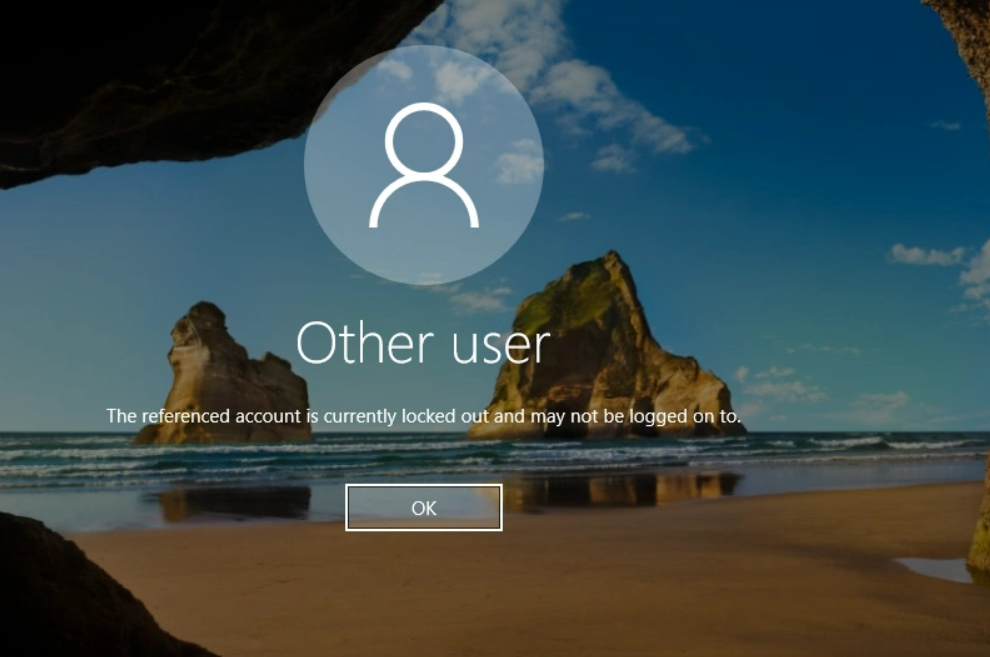 Other user
The referenced account is currently locked out and may not be logged on to.
OK